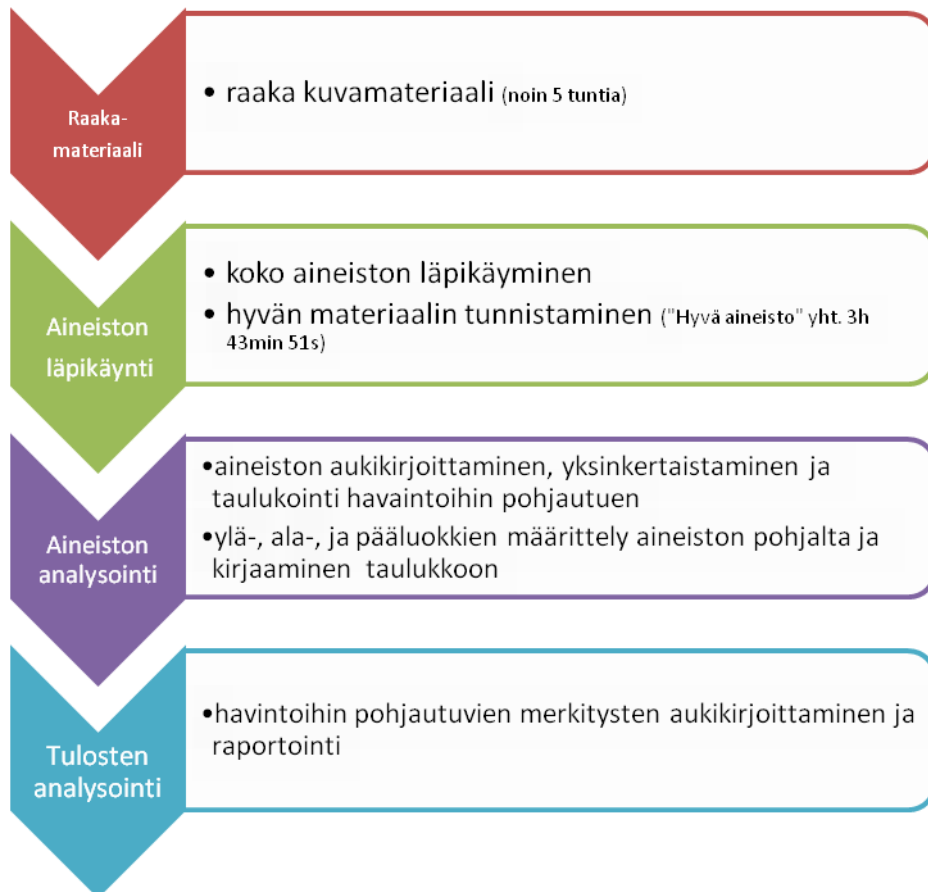 Raaka-
materiaali
• raaka kuvamateriaali (noin 5 tuntia)
Aineiston
läpikäynti
• koko aineiston läpikäyminen
• hyvän materiaalin tunnistaminen ("Hyvä aineisto" yht. 3h
43min 51s)
Aineiston
analysointi
•aineiston aukikirjoittaminen, yksinkertaistaminen ja
taulukointi havaintoihin pohjautuen
•ylä-, ala-, ja pääluokkien määrittely aineiston pohjalta ja
kirjaaminen taulukkoon
Tulosten
analysointi
•havintoihin pohjautuvien merkitysten aukikirjoittaminen ja
raportointi